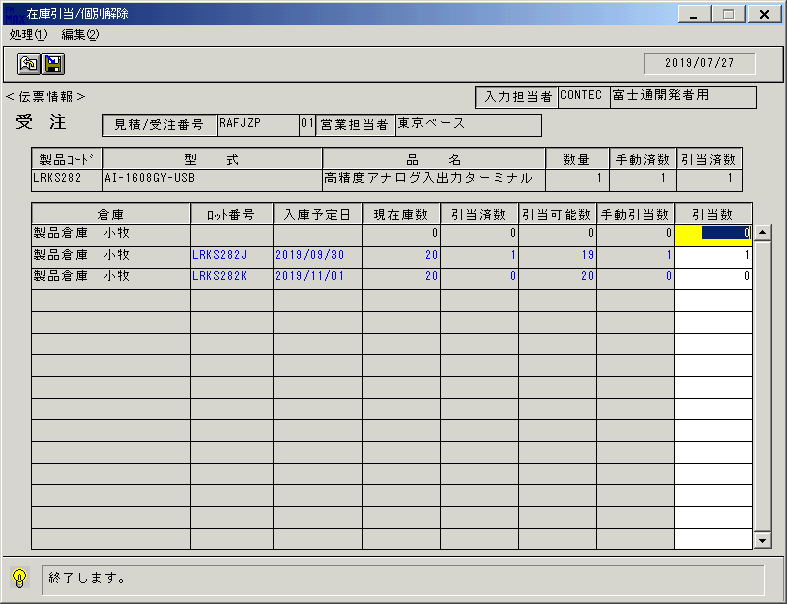 在庫引当/個別解除
処理(1) 編集(2)
2019/07/27
<伝票情報>
入力担当者 CONTEC 富士通開発者用
受 注 見積/受注番号 RAFJZP 01 営業担当者 東京ベース
製品ｺｰﾄﾞ 型 式 品 名 数量 手動済数 引当済数
LRKS282 AI-1608GY-USB 高精度アナログ入出力ターミナル 1 1 1
倉庫 ﾛｯﾄ番号 入庫予定日 現在庫数 引当済数 引当可能数 手動引当数 引当数
製品倉庫 小牧 0 0 0 0 0
製品倉庫 小牧 LRKS282J 2019/09/30 20 1 19 1 1
製品倉庫 小牧 LRKS282K 2019/11/01 20 0 20 0 0
終了します。